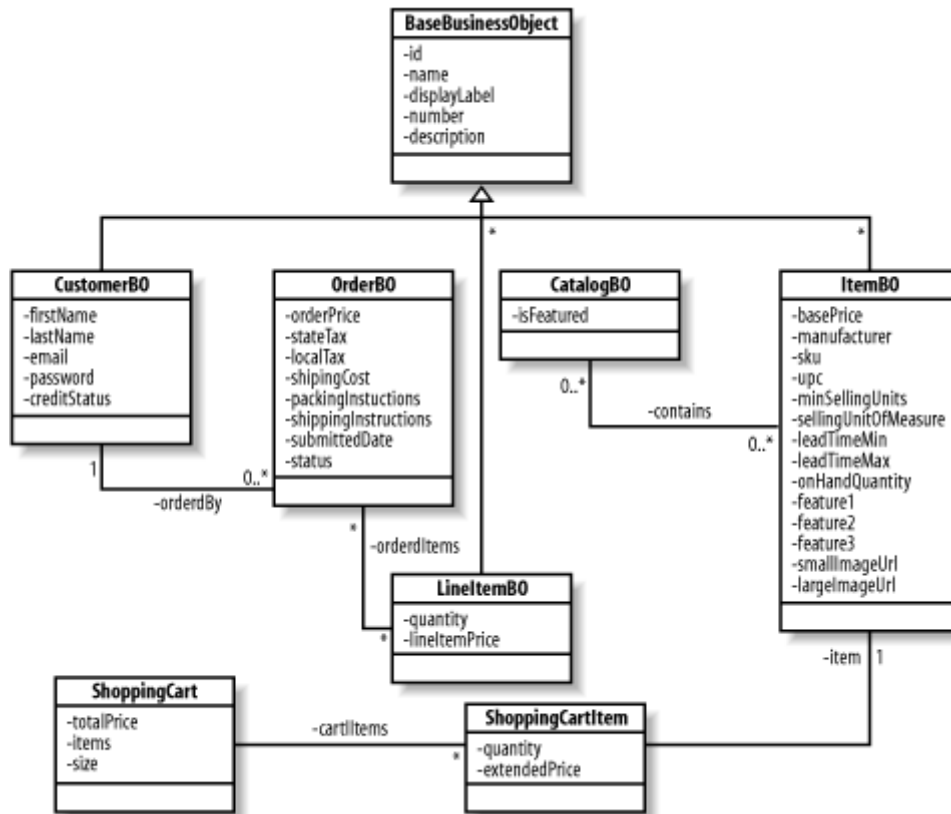 BaseBusinessObject
-id
-name
-displayLabel
-number
-description
*
*
CustomerBO
-firstName
-lastName
-email
-password
-creditStatus
OrderBO
-orderPrice
-stateTax
-localTax
-shipingCost
-packingInstuctions
-shippingInstructions
-submittedDate
-status
CatalogBO
-isFeatured
ItemBO
-basePrice
-manufacturer
-sku
-upc
-minSellingUnits
-sellingUnitOfMeasure
-leadTimeMin
-leadTimeMax
-onHandQuantity
-feature1
-feature2
-feature3
-smallImageUrl
-largeImageUrl
0..*
-contains
0..*
1
0..*
-orderdBy
*
-orderdItems
*
LineItemBO
-quantity
-lineItemPrice
-item
1
ShoppingCart
-totalPrice
-items
-size
-cartItems
*
ShoppingCartItem
-quantity
-extendedPrice